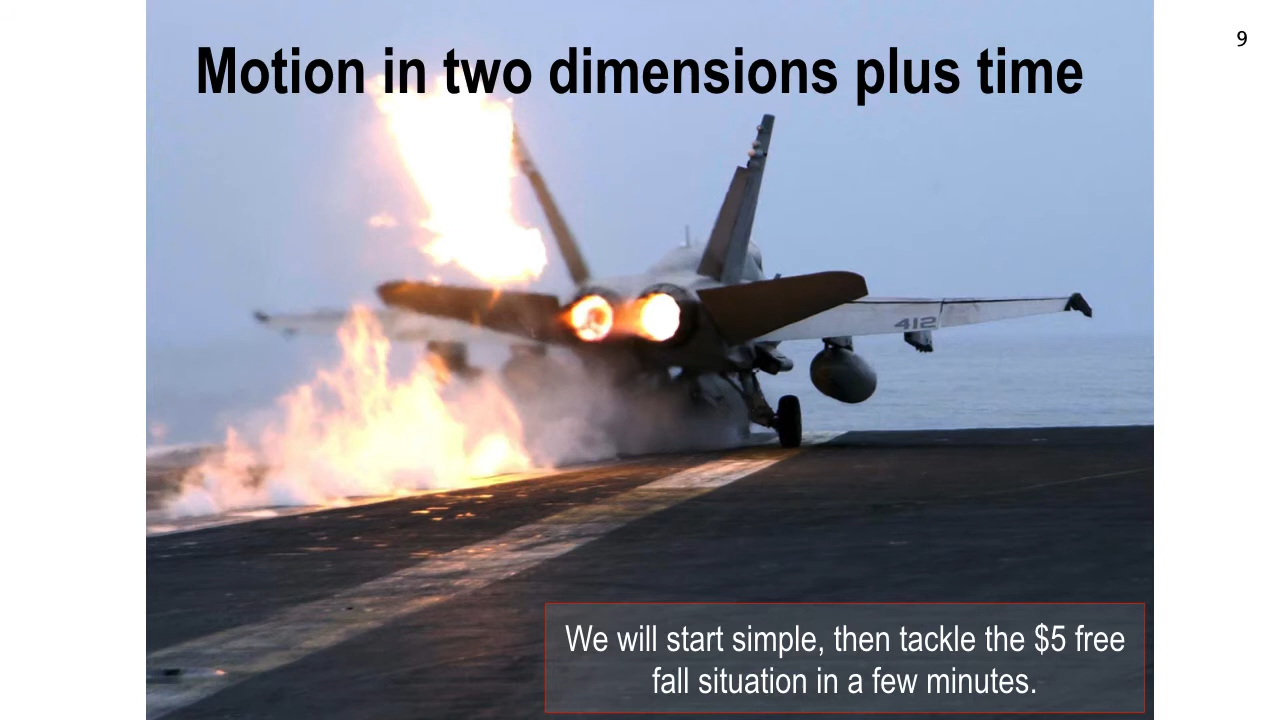 9
Motion in two dimensions plus time
412
We will start simple, then tackle the $5 free
fall situation in a few minutes.